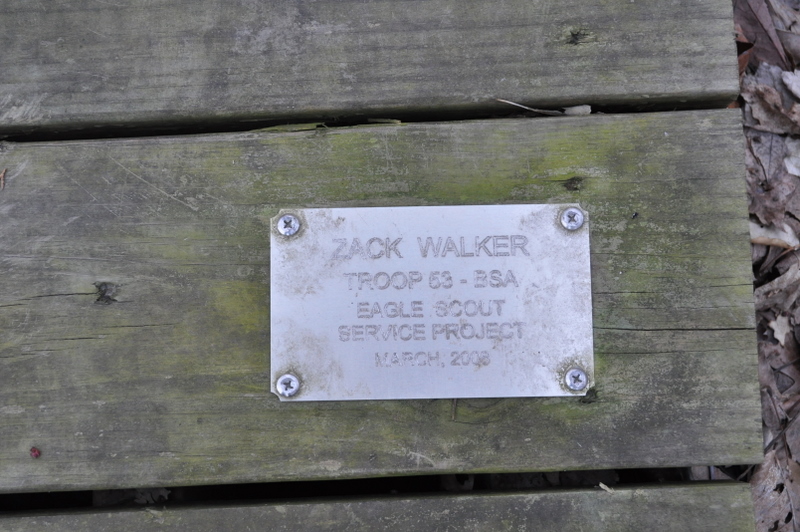 ZACK WALKER
TROOP 53 - BSA
EAGLE SCOUT
SERVICE PROJECT
MARCH, 2008